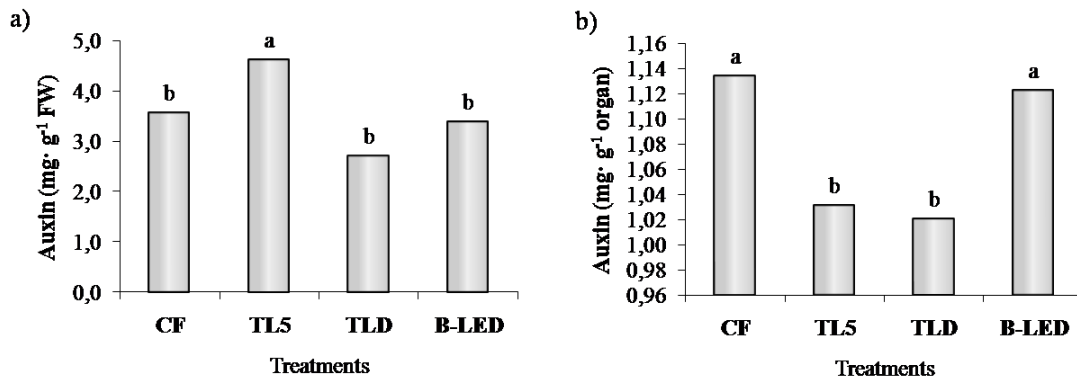 a)
Auxin (mg· g-1 FW)
5,0
4,0
3,0
2,0
1,0
0,0
b
a
b
b
CF TL5 TLD B-LED
Treatments
b)
Auxin (mg· g-1 organ)
1,16
1,14
1,12
1,10
1,08
1,06
1,04
1,02
1,00
0,98
0,96
a
b
b
a
CF TL5 TLD B-LED
Treatments